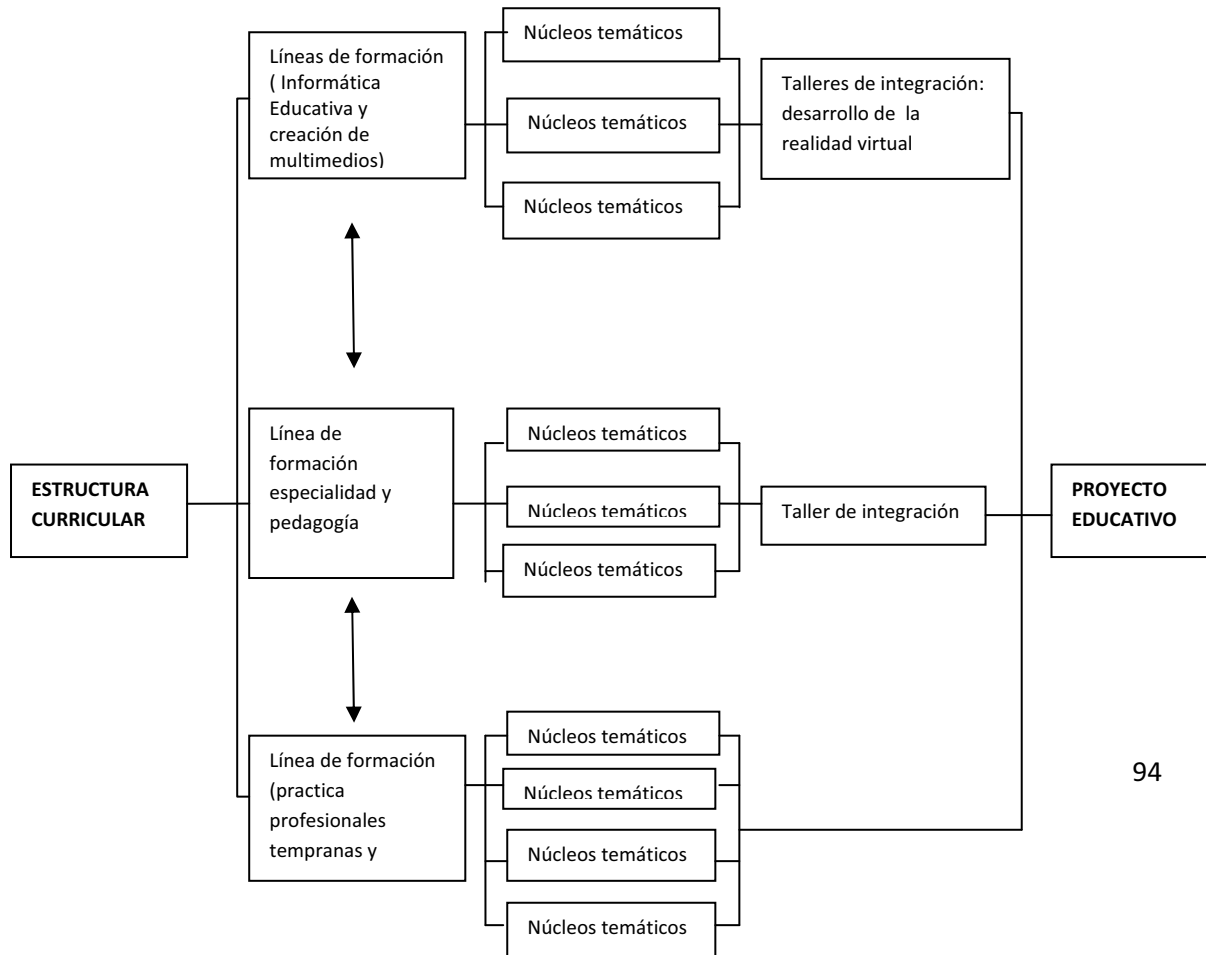 ESTRUCTURA
CURRICULAR
Líneas de formación
( Informática
Educativa y
creación de
multimedios)
Núcleos temáticos
Núcleos temáticos
Núcleos temáticos
Talleres de integración:
desarrollo de la
realidad virtual
Línea de
formación
especialidad y
pedagogía
Núcleos temáticos
Núcleos temáticos
Núcleos temáticos
Taller de integración
Línea de formación
(practica
profesionales
tempranas y
Núcleos temáticos
Núcleos temáticos
Núcleos temáticos
Núcleos temáticos
PROYECTO
EDUCATIVO
94